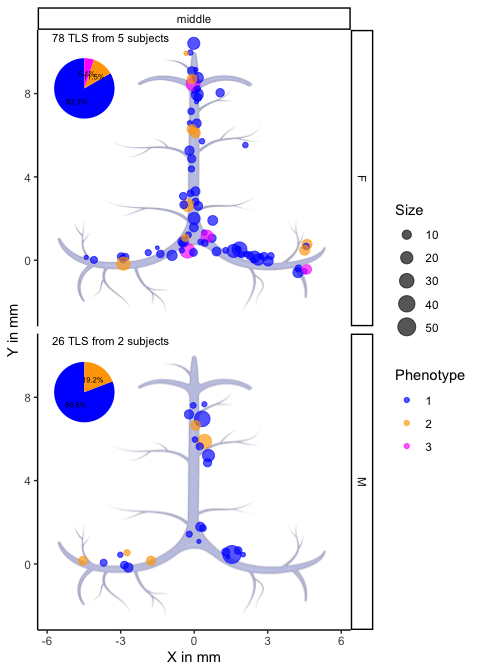 middle
78 TLS from 5 subjects
F
8
4
0
Y in mm
26 TLS from 2 subjects
19.2%
M
8
4
0
-6
-3
0
3
6
X in mm
Size
10
20
30
40
50
Phenotype
1
2
3